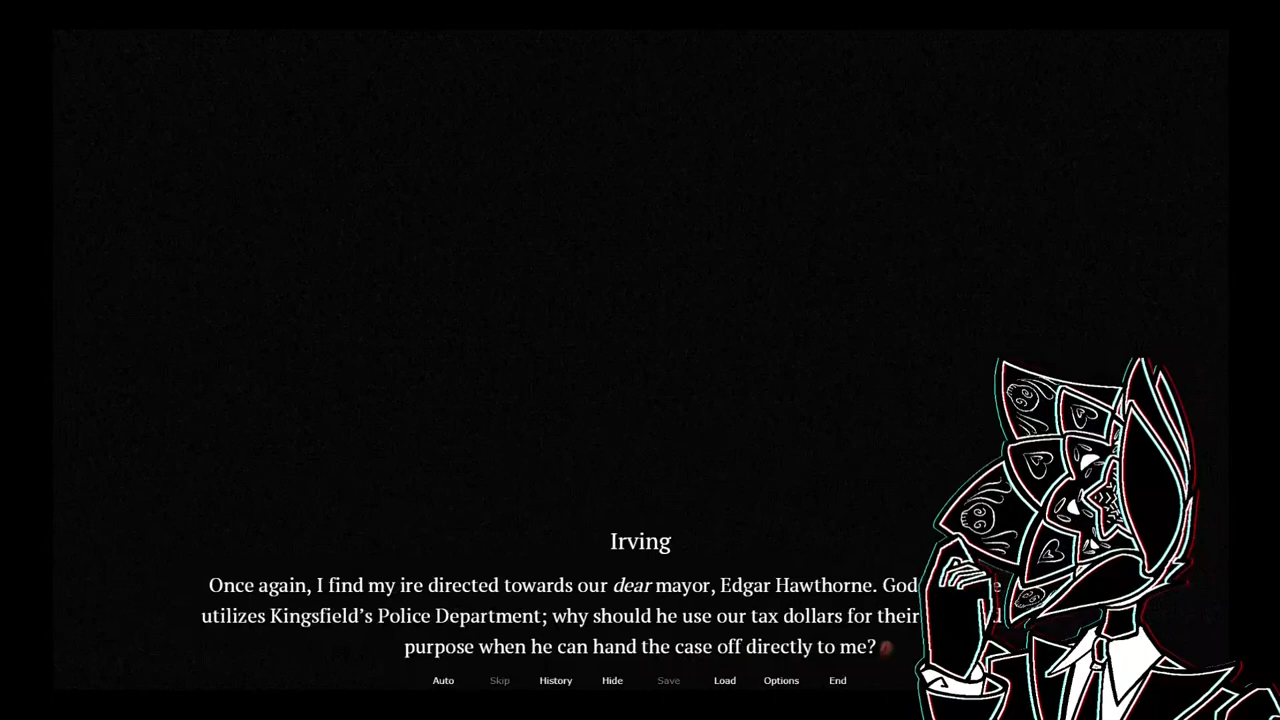 Irving
Once again, I find my ire directed towards our dear mayor, Edgar Hawthorne. God
utilizes Kingsfield's Police Department; why should he use our tax dollars for their
purpose when he can hand the case off directly to me?
Auto Skip History Hide Save Load Options End